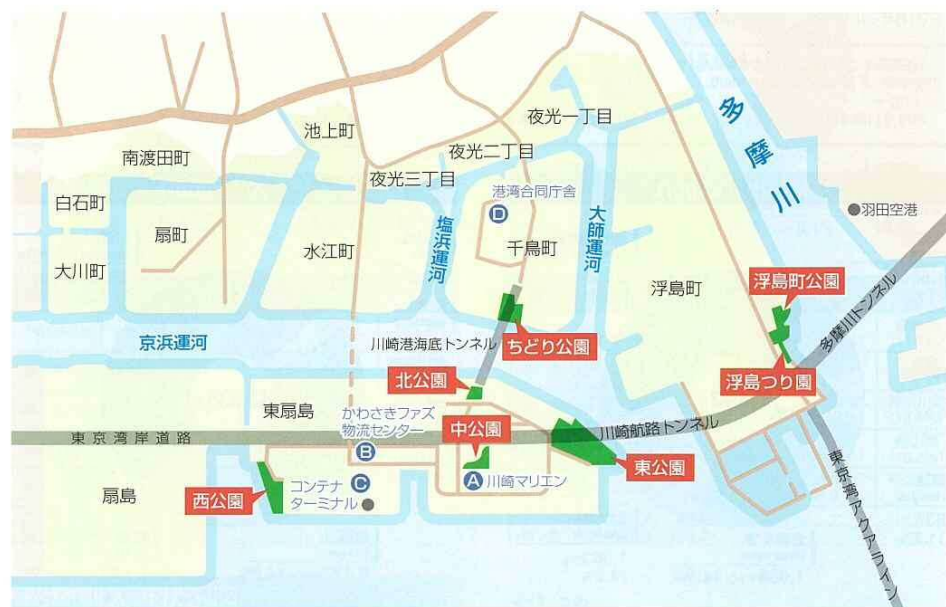 夜光一丁目
多摩川
池上町
夜光二丁目
南渡田町
夜光三丁目
港湾合同庁舎
D
白石町
塩浜運河
大師運河
羽田空港
扇町
水江町
千鳥町
大川町
浮島町
浮島町公園
多摩川トンネル
京浜運河
川崎港海底トンネル
ちどり公園
浮島つり園
北公園
東扇島
かわさきファズ
物流センター
中公園
川崎航路トンネル
東京湾岸道路
B
東公園
東京湾アクアライン
扇島
西公園
コンテナ
ターミナル
C
A
川崎マリエン